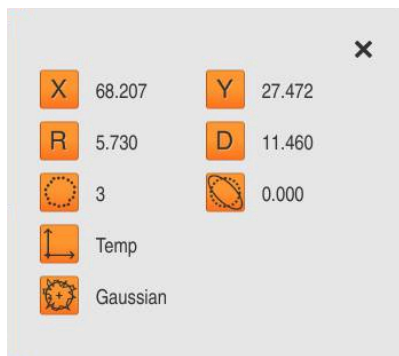 X 68.207 Y 27.472
R 5.730 D 11.460
3 0.000
Temp
Gaussian